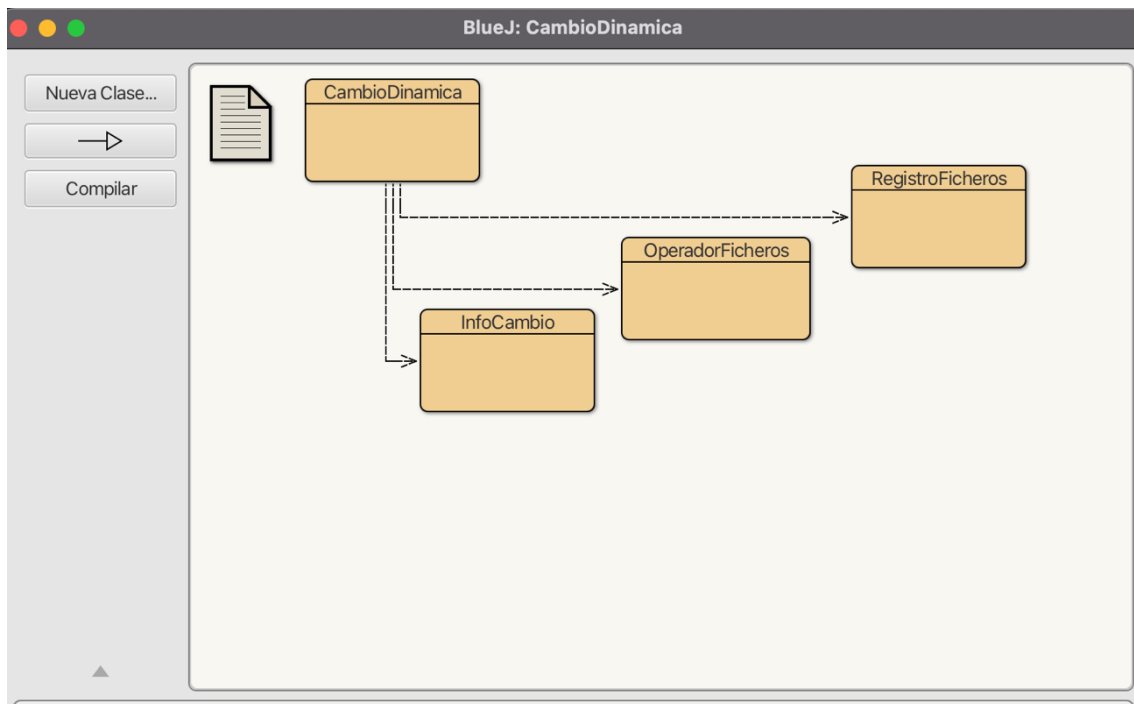 BlueJ: CambioDinamica
Nueva Clase...
Compilar
CambioDinamica
RegistroFicheros
OperadorFicheros
InfoCambio